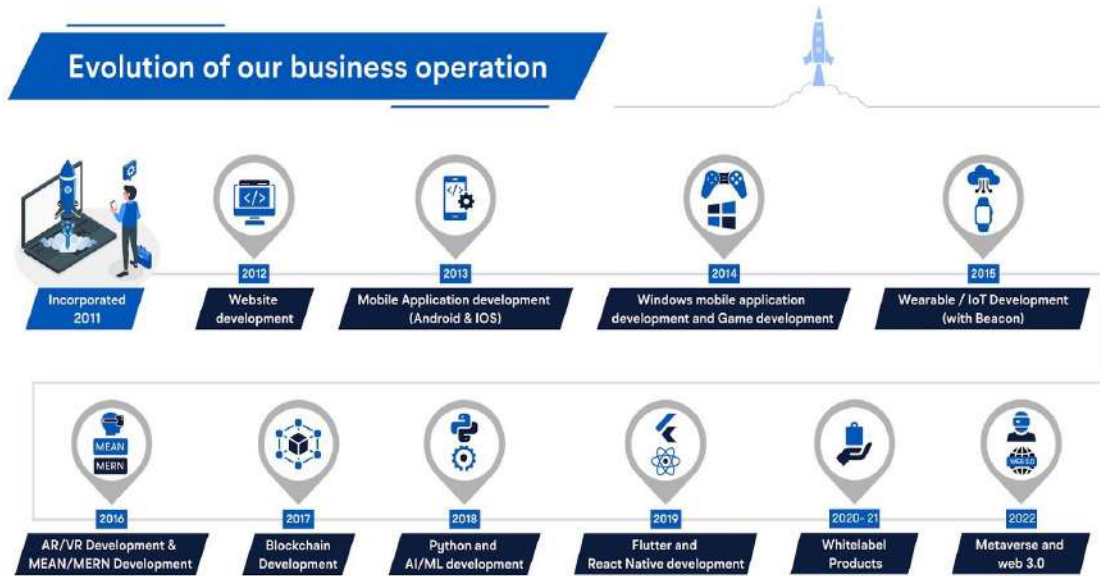 Evolution of our business operation
</>
2012
</>
2013
2014
2015
Incorporated
2011
Website
development
Mobile Application development
(Android & IOS)
Windows mobile application
development and Game development
Wearable / IoT Development
(with Beacon)
MEAN
MERN
WEB 3.0
2016
2017
2018
2019
2020-21
2022
AR/VR Development &
MEAN/MERN Development
Blockchain
Development
Python and
AI/ML development
Flutter and
React Native development
Whitelabel
Products
Metaverse and
web 3.0